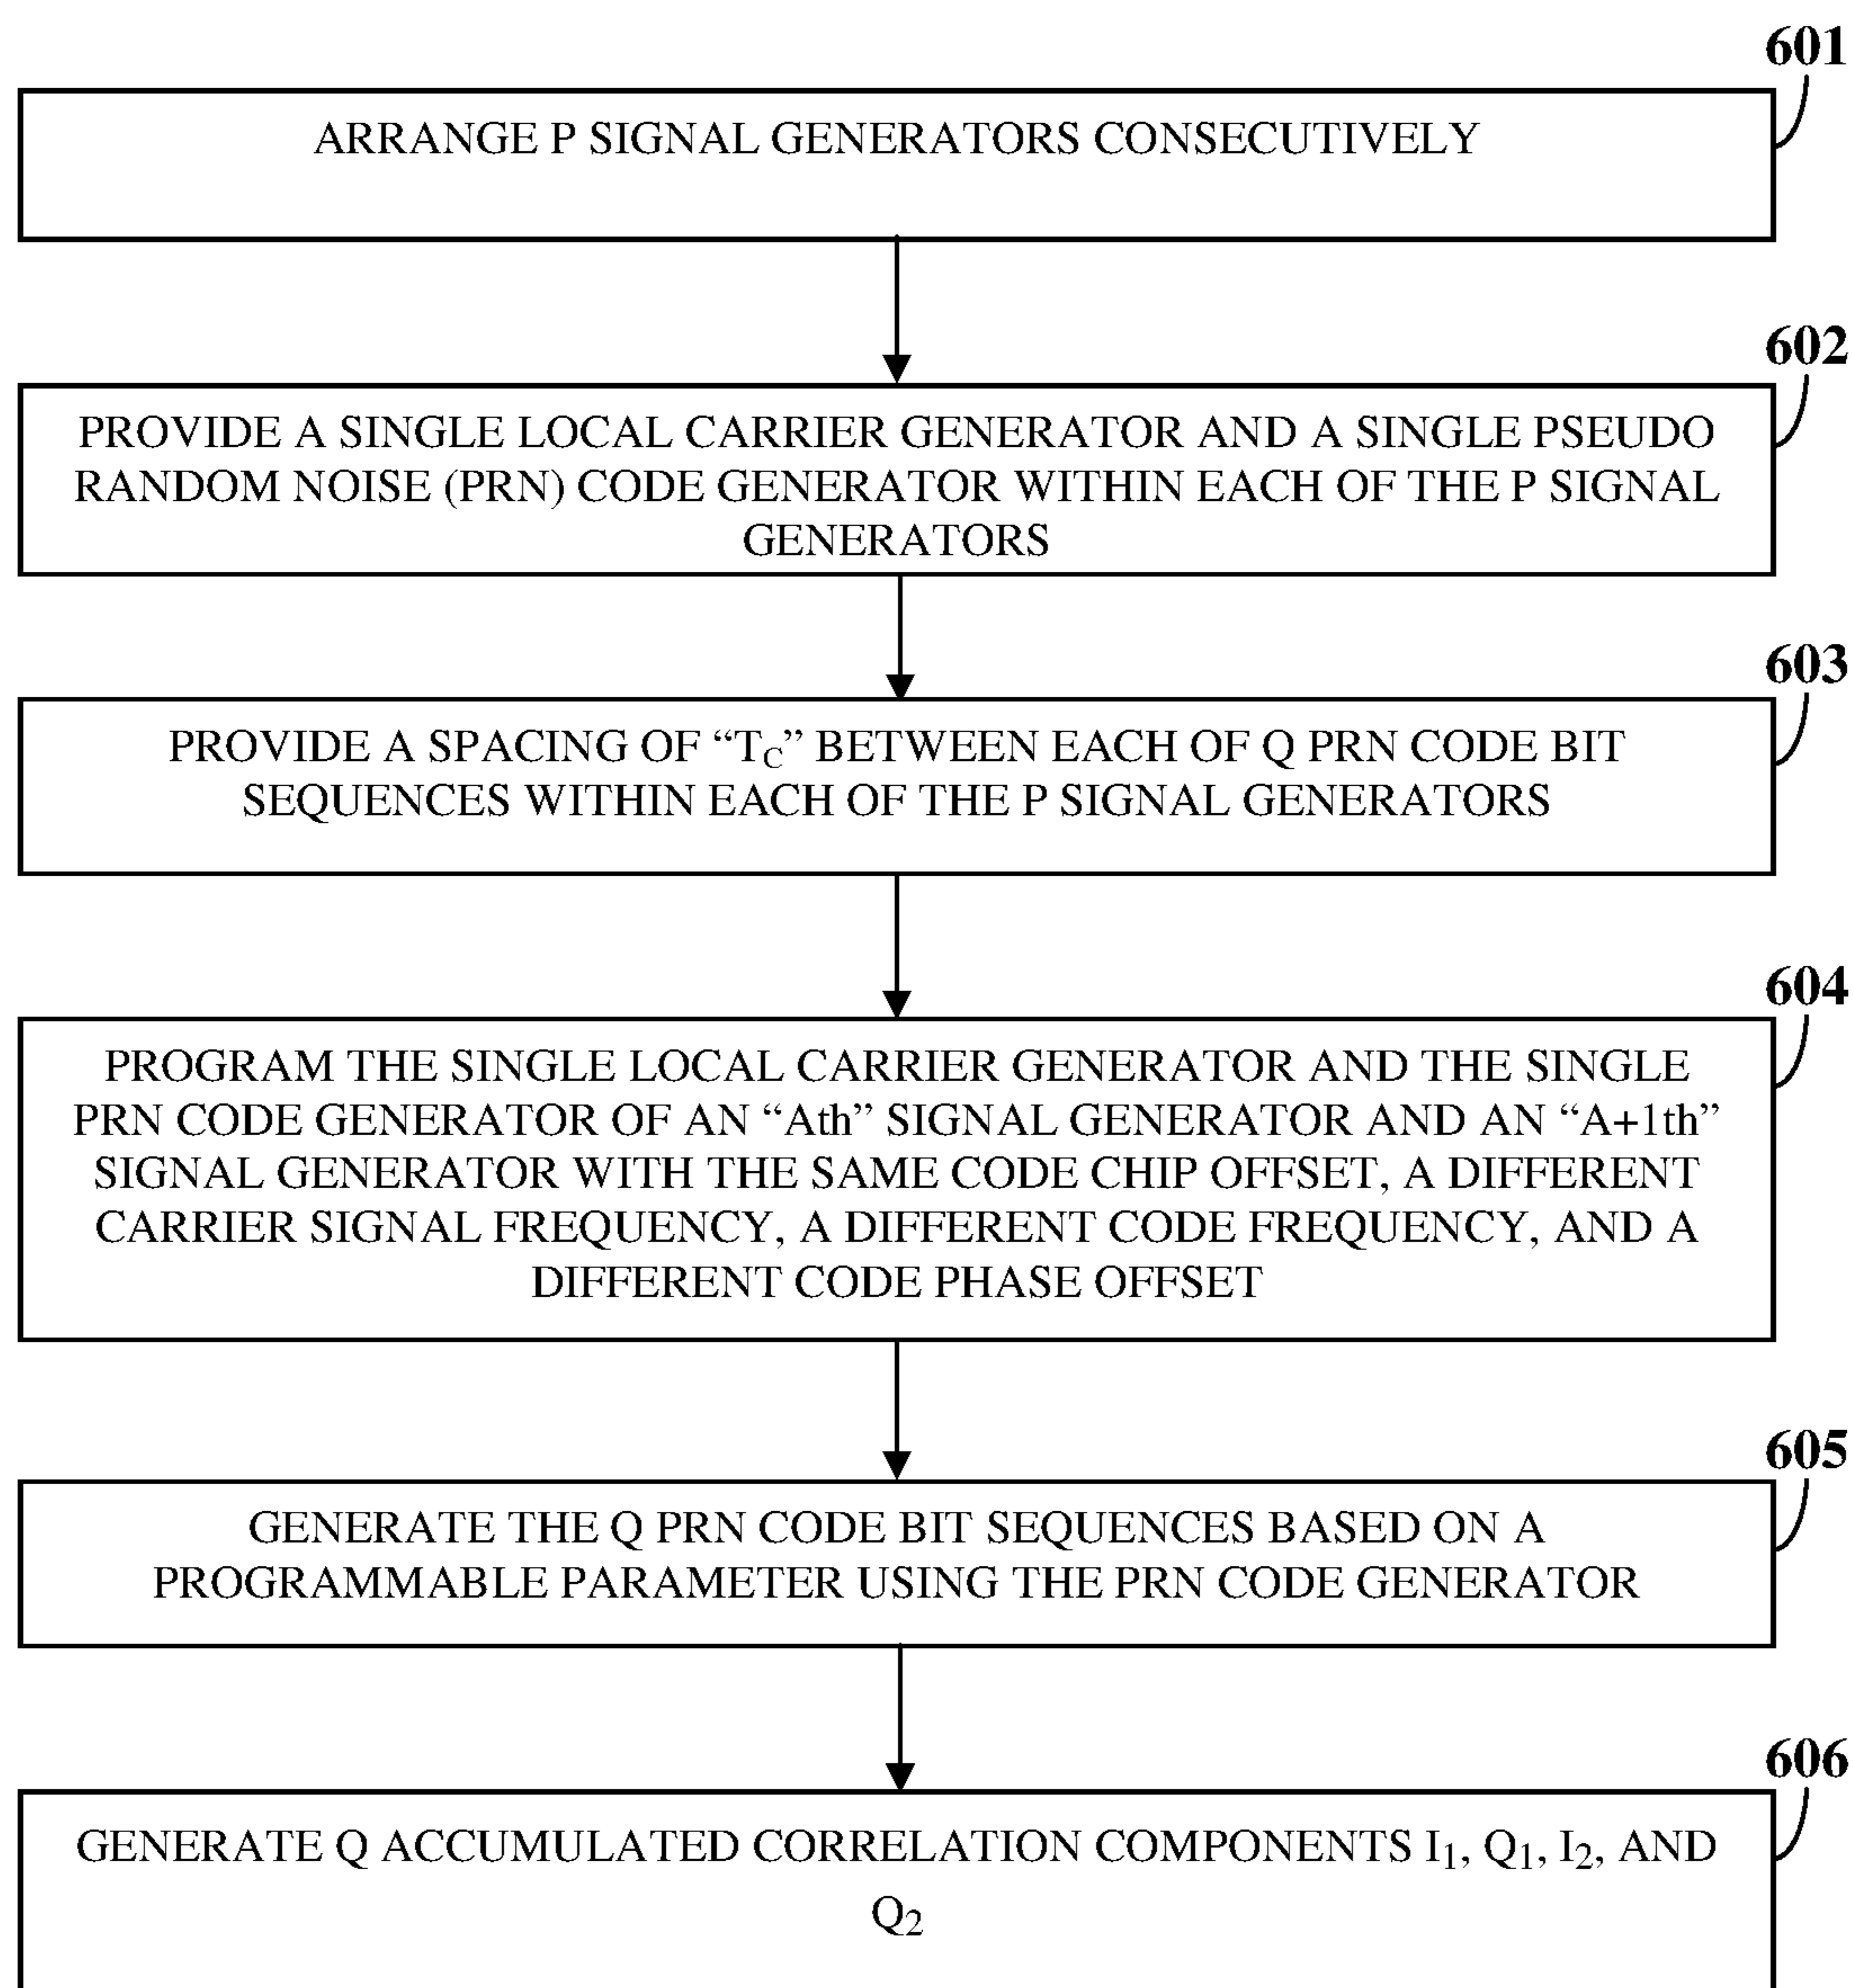 601
ARRANGE P SIGNAL GENERATORS CONSECUTIVELY
602
PROVIDE A SINGLE LOCAL CARRIER GENERATOR AND A SINGLE PSEUDO
RANDOM NOISE (PRN) CODE GENERATOR WITHIN EACH OF THE P SIGNAL
GENERATORS
603
PROVIDE A SPACING OF “TC” BETWEEN EACH OF Q PRN CODE BIT
SEQUENCES WITHIN EACH OF THE P SIGNAL GENERATORS
604
PROGRAM THE SINGLE LOCAL CARRIER GENERATOR AND THE SINGLE
PRN CODE GENERATOR OF AN “Ath” SIGNAL GENERATOR AND AN “A+1th”
SIGNAL GENERATOR WITH THE SAME CODE CHIP OFFSET, A DIFFERENT
CARRIER SIGNAL FREQUENCY, A DIFFERENT CODE FREQUENCY, AND A
DIFFERENT CODE PHASE OFFSET
605
GENERATE THE Q PRN CODE BIT SEQUENCES BASED ON A
PROGRAMMABLE PARAMETER USING THE PRN CODE GENERATOR
606
GENERATE Q ACCUMULATED CORRELATION COMPONENTS I1, Q1, I2, AND
Q2